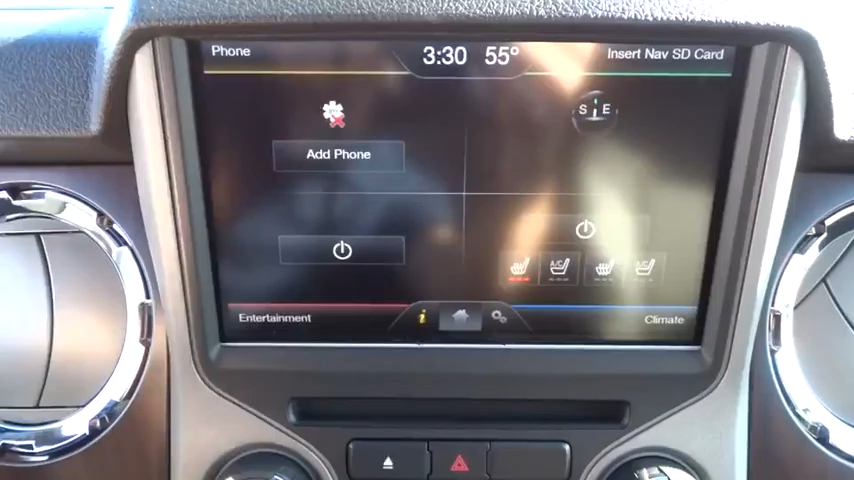 Phone
3:30 55°
Insert Nav SD Card
S E
Add Phone
A/C
A/C
Entertainment
i
Climate